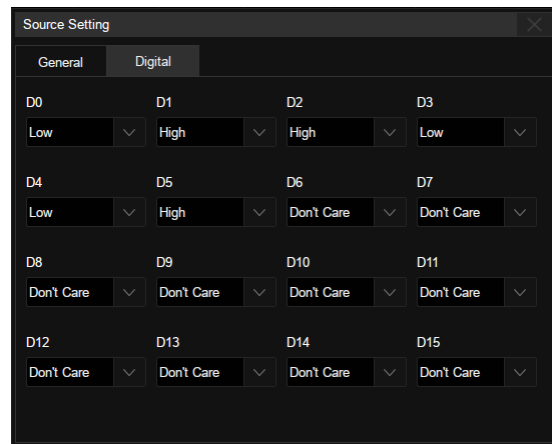 Source Setting
General Digital
D0 D1 D2 D3
Low High High Low
D4 D5 D6 D7
Low High Don't Care Don't Care
D8 D9 D10 D11
Don't Care Don't Care Don't Care Don't Care
D12 D13 D14 D15
Don't Care Don't Care Don't Care Don't Care